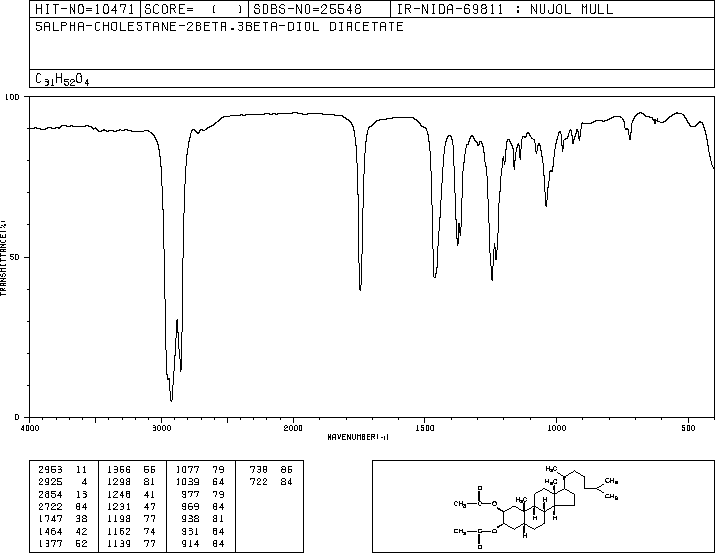 HIT-NO=10471 SCORE= ( ) SDBS-NO=25548 IR-NIDA-69811 : NUJOL MULL
5ALPHA-CHOLESTANE-2BETA,3BETA-DIOL DIACETATE
C31H52O4
100
50
0
TRANSMITTANCE(%)
4000 3000 2000 1500 1000 500
WAVENUMBER(-1)
2963 11 1366 56 1077 79 738 86
2925 4 1298 81 1039 64 722 84
2854 13 1248 41 977 79
2722 84 1231 47 969 84
1747 38 1198 77 938 81
1464 42 1162 74 931 84
1377 52 1139 77 914 84
CH3
CH3
CH3
CH3
CH3
O
CH3 C O
CH3 C O
O
H H
H H